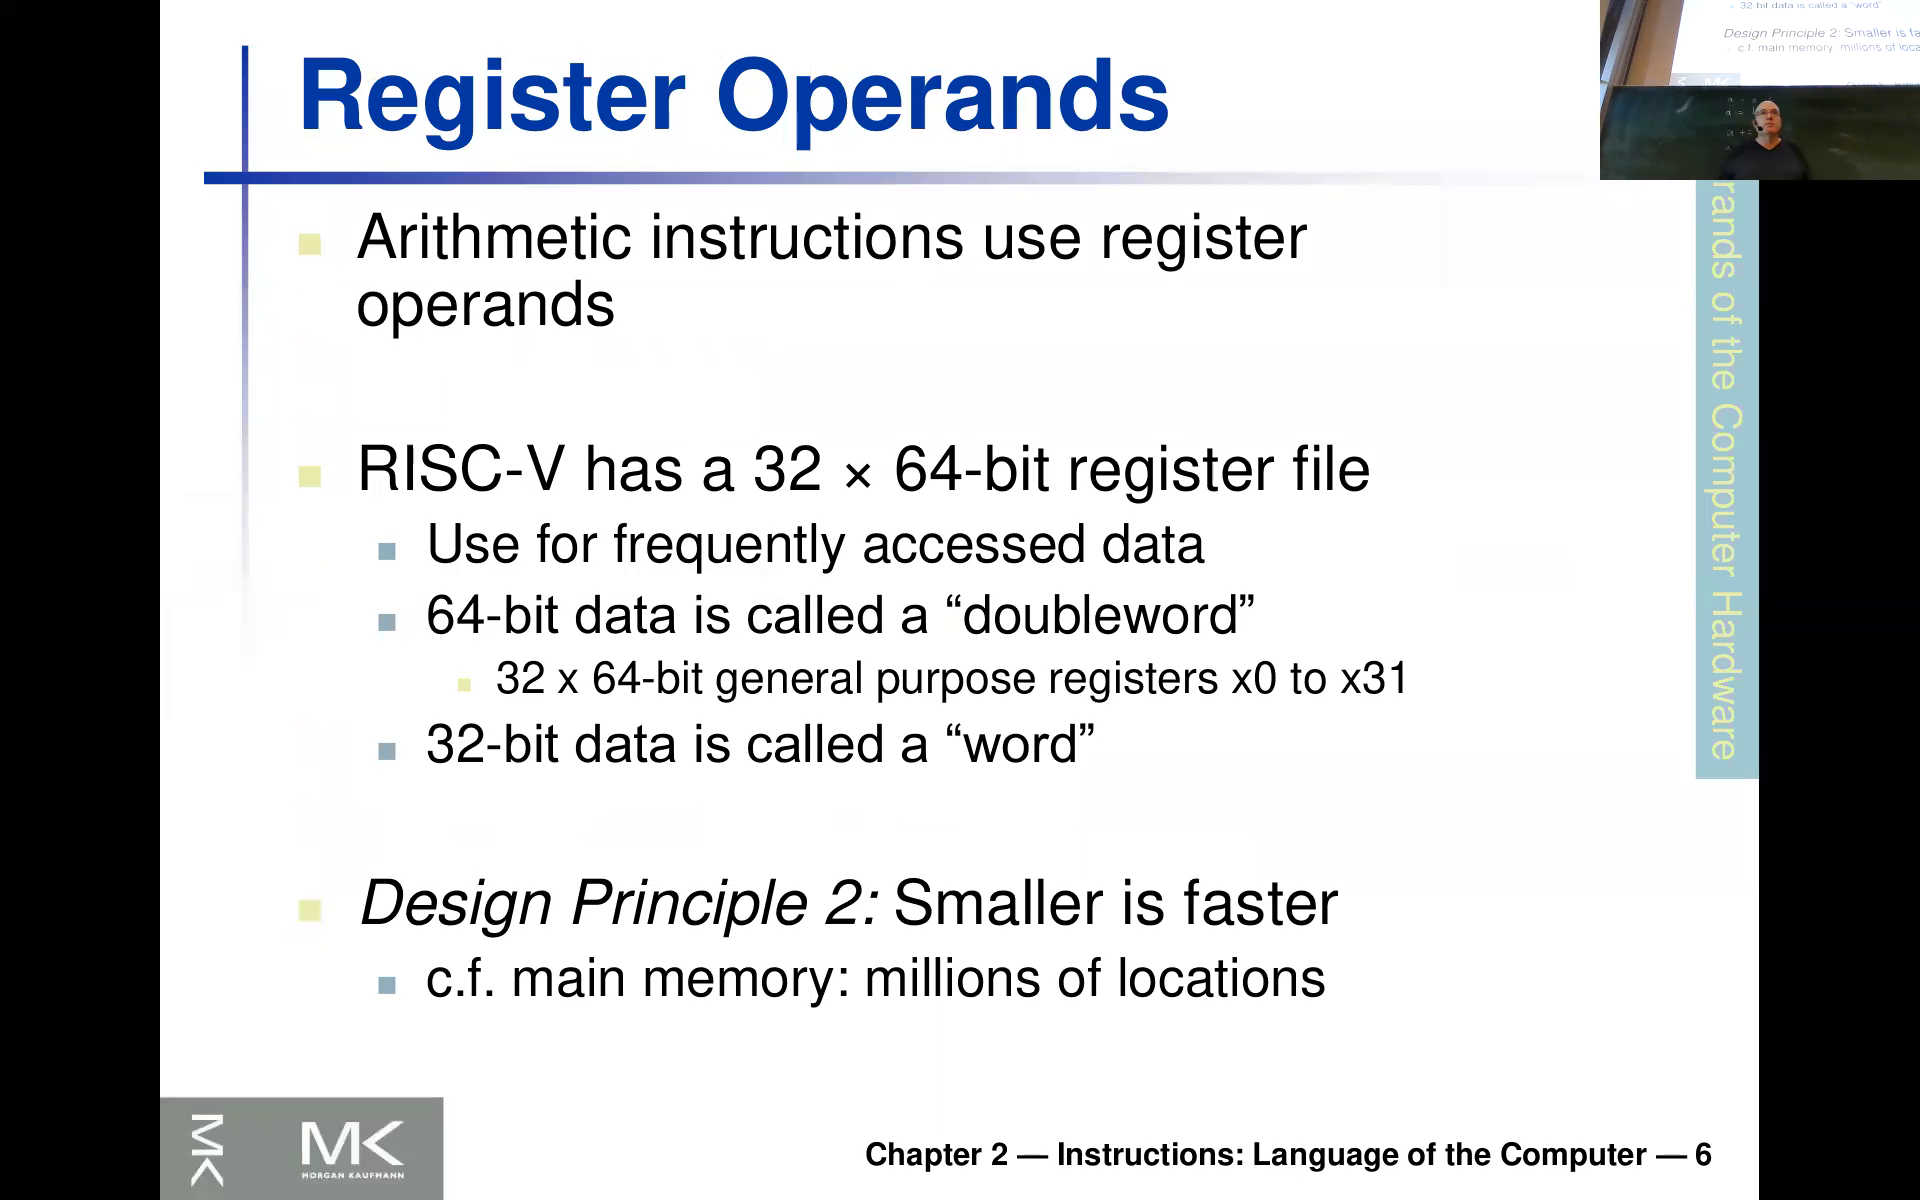 Register Operands
Arithmetic instructions use register
operands
RISC-V has a 32 × 64-bit register file
Use for frequently accessed data
64-bit data is called a “doubleword”
32 x 64-bit general purpose registers x0 to x31
32-bit data is called a “word”
Design Principle 2: Smaller is faster
c.f. main memory: millions of locations
rands of the Computer Hardware
32-bit data is called a "word"
Design Principle 2: Smaller is fa
c.f. main memory: millions of loca
MK
MK
MORGAN KAUFMANN
Chapter 2 — Instructions: Language of the Computer — 6